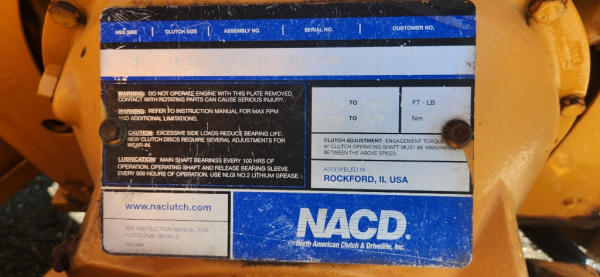 HSG SIZE CLUTCH SIZE ASSEMBLY NO. SERIAL NO. CUSTOMER NO.
WARNING: DO NOT OPERATE ENGINE WITH THIS PLATE REMOVED,
CONTACT WITH ROTATING PARTS CAN CAUSE SERIOUS INJURY.
WARNING: REFER TO INSTRUCTION MANUAL FOR MAX RPM
AND ADDITIONAL LIMITATIONS.
CAUTION: EXCESSIVE SIDE LOADS REDUCE BEARING LIFE.
NEW CLUTCH DISCS REQUIRE SEVERAL ADJUSTMENTS FOR
WEAR-IN.
LUBRICATION: MAIN SHAFT BEARINGS EVERY 100 HRS OF
OPERATION. OPERATING SHAFT AND RELEASE BEARING SLEEVE
EVERY 500 HOURS OF OPERATION. USE NLGI NO.2 LITHIUM GREASE.
TO FT - LB
TO Nm
CLUTCH ADJUSTMENT: ENGAGEMENT TORQUE
AT CLUTCH OPERATING SHAFT MUST BE MAINTAI
BETWEEN THE ABOVE SPECS.
ASSEMBLED IN
ROCKFORD, IL USA
www.naclutch.com
SEE INSTRUCTION MANUAL FOR
ADDITIONAL DETAILS.
NACD.
North American Clutch & Driveline, Inc.